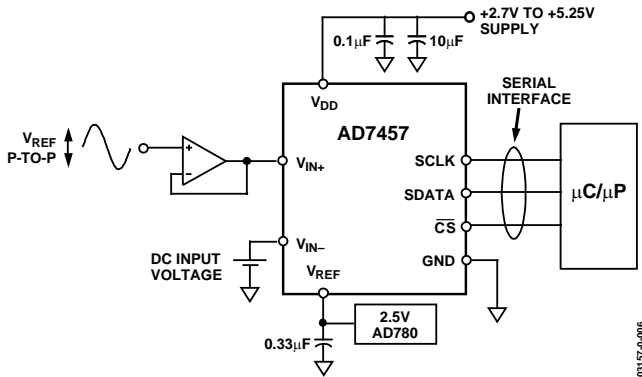 +2.7V TO +5.25V
SUPPLY
0.1μF
10μF
SERIAL
INTERFACE
VDD
AD7457
VREF
P-TO-P
+
−
VIN+
SCLK
SDATA
CS
μC/μP
VIN–
DC INPUT
VOLTAGE
GND
VREF
2.5V
AD780
0.33μF
03157-0-006